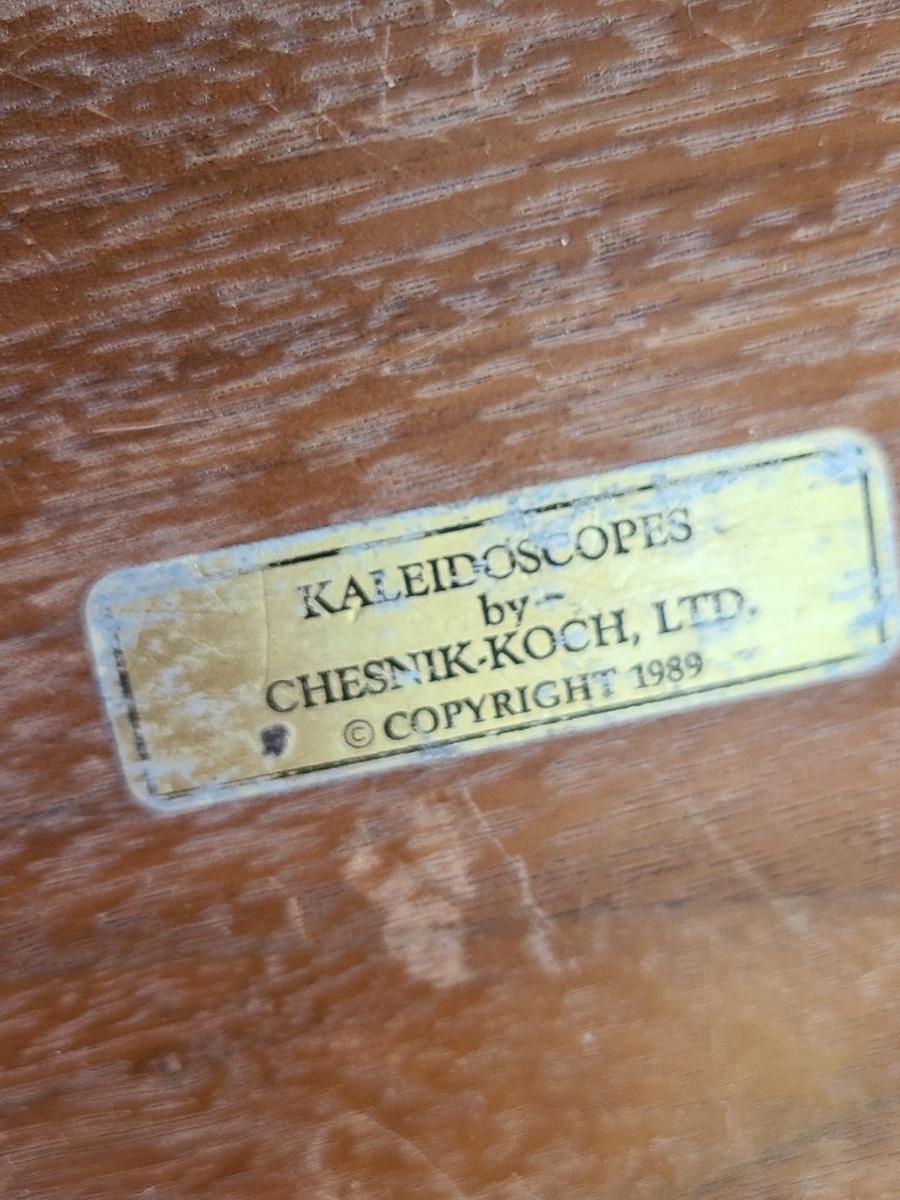 KALEIDOSCOPES
by
CHESNIK-KOCH, LTD.
© COPYRIGHT 1989